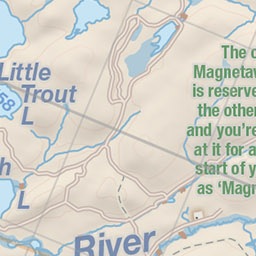 The
Magnetaw
is reserve
the other
and you're
at it for a
start of y
as ‘Magn
Little
Trout
L
58
h
L
River